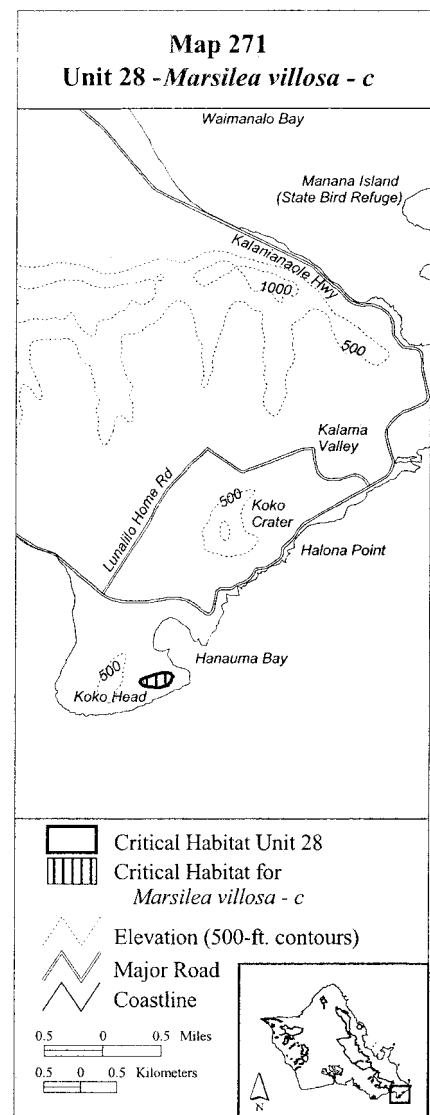 Map 271
Unit 28 - Marsilea villosa - c
Waimanalo Bay
Manana Island
(State Bird Refuge)
Kalanianaole Hwy
1000
500
Kalama
Valley
Lunalilo Home Rd
500
Koko
Crater
Halona Point
Hanauma Bay
500
Koko Head
Critical Habitat Unit 28
Critical Habitat for
Marsilea villosa - c
Elevation (500-ft. contours)
Major Road
Coastline
0.5 0 0.5 Miles
0.5 0 0.5 Kilometers
N